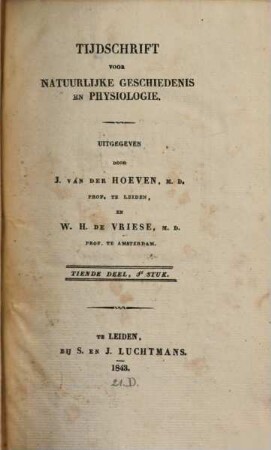 TIJDSCHRIFT
VOOR
NATUURLIJKE GESCHIEDENIS
EN PHYSIOLOGIE.
UITGEGEVEN
DOOR
J. VAN DER HOEVEN, M. D.
PROF. TE LEIDEN,
EN
W. H. DE VRIESE, M. D.
PROF. TE AMSTERDAM.
TIENDE DEEL, STUK.
TE LEIDEN,
BIJ S. EN J. LUCHTMANS.
1843.
21.D.